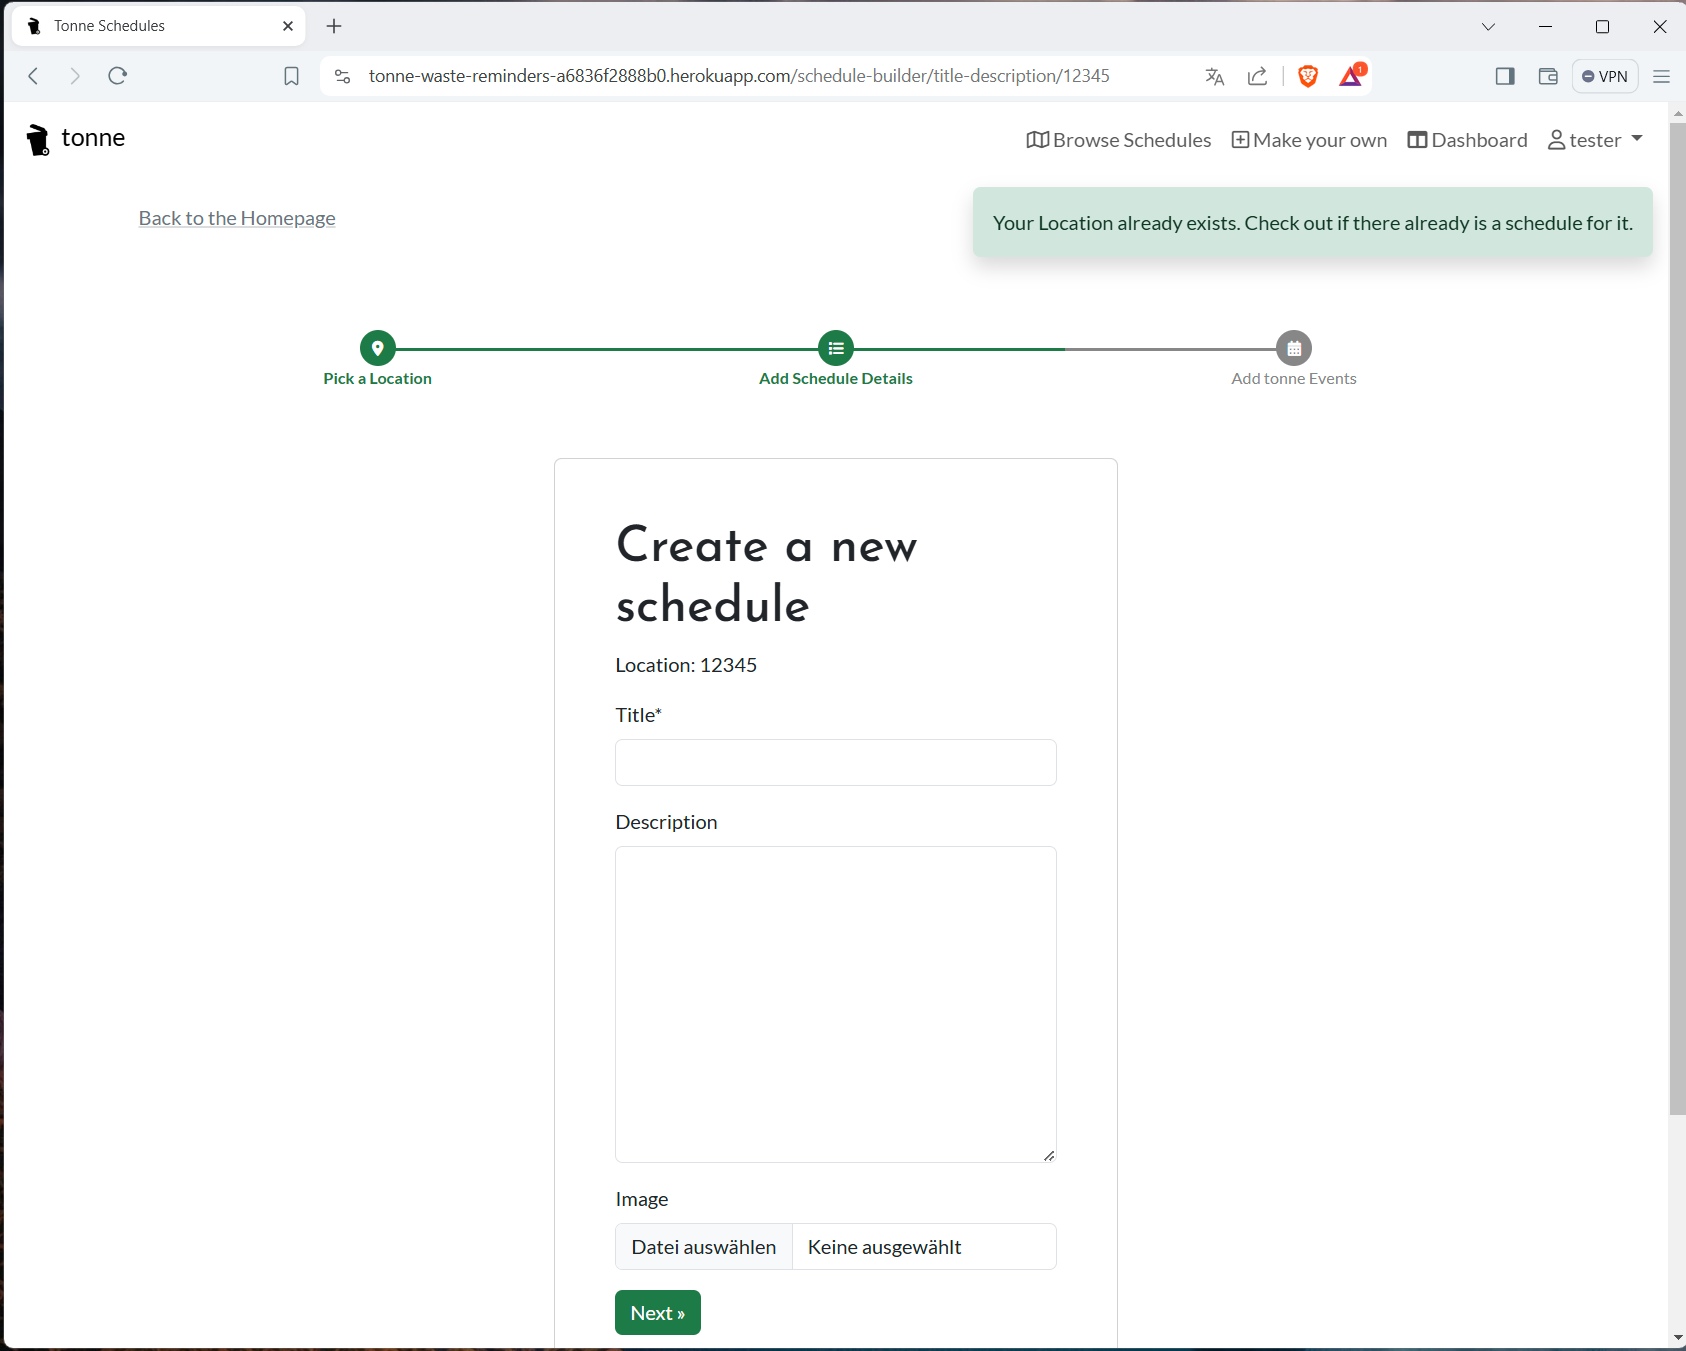 Tonne Schedules
tonne-waste-reminders-a6836f2888b0.herokuapp.com/schedule-builder/title-description/12345
1
VPN
tonne
Browse Schedules
Make your own
Dashboard
tester
Back to the Homepage
Your Location already exists. Check out if there already is a schedule for it.
Pick a Location
Add Schedule Details
Add tonne Events
Create a new
schedule
Location: 12345
Title*
Description
Image
Datei auswählen
Keine ausgewählt
Next »